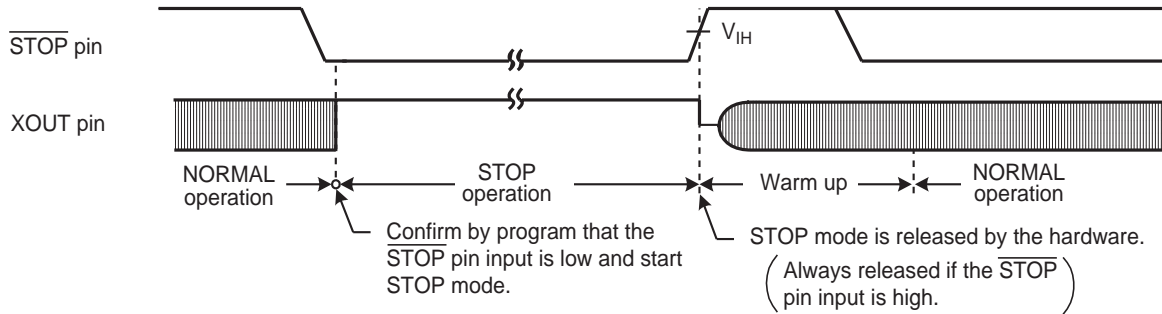 STOP pin
VIH
XOUT pin
NORMAL operation
STOP operation
Warm up
NORMAL operation
Confirm by program that the
STOP pin input is low and start
STOP mode.
STOP mode is released by the hardware.
(Always released if the STOP
pin input is high.)